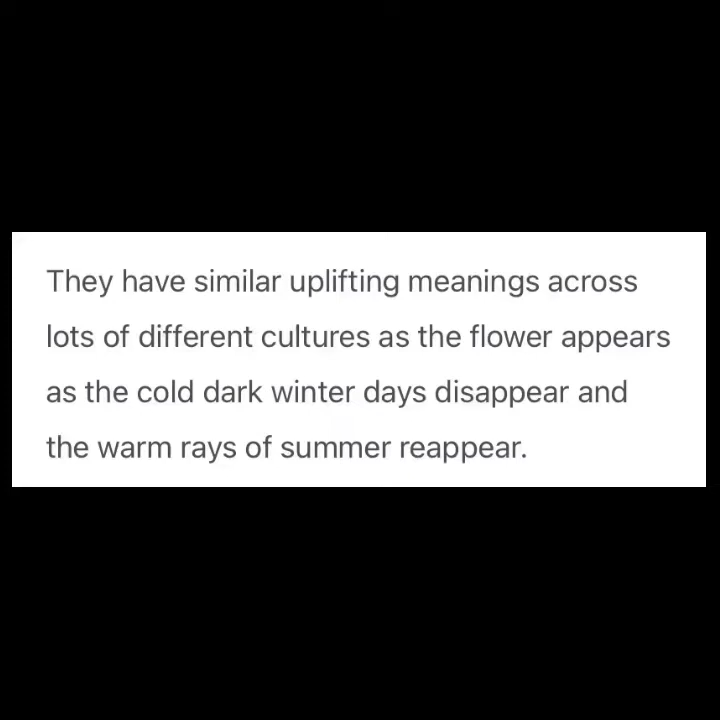 They have similar uplifting meanings across
lots of different cultures as the flower appears
as the cold dark winter days disappear and
the warm rays of summer reappear.